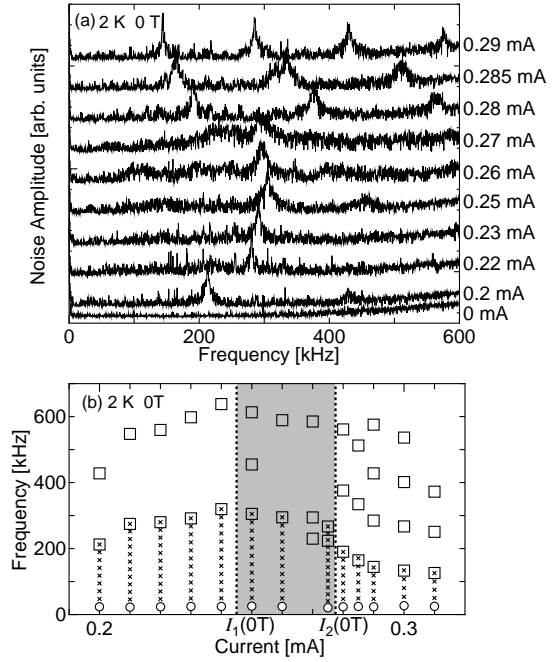 (a) 2 K 0 T
Noise Amplitude [arb. units]
0.29 mA
0.285 mA
0.28 mA
0.27 mA
0.26 mA
0.25 mA
0.23 mA
0.22 mA
0.2 mA
0 mA
0 200 400 600
Frequency [kHz]
(b) 2 K 0T
Frequency [kHz]
600
400
200
0
0.2 I1(0T) I2(0T) 0.3
Current [mA]